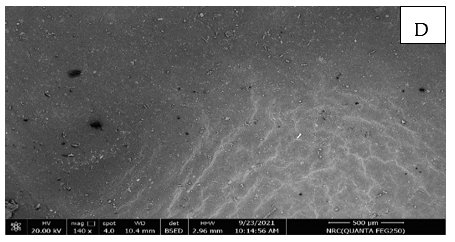 D
HV mag □ spot WD det HFW 9/23/2021 500 µm
20.00 kV 140 x 4.0 10.4 mm BSED 2.96 mm 10:14:56 AM NRC(QUANTA FEG250)